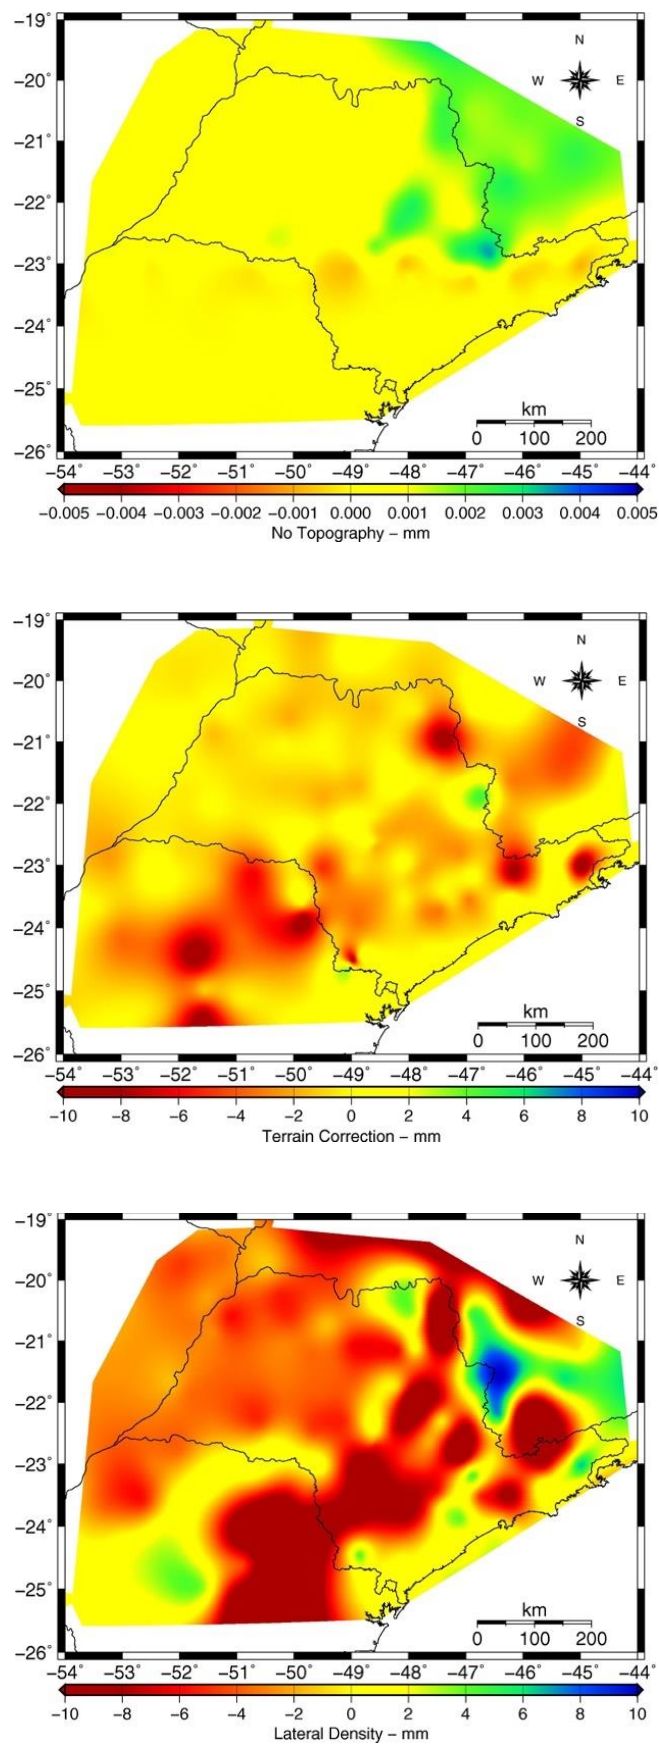 −19°
N
−20°
W E
−21°
S
−22°
−23°
−24°
−25°
km
0 100 200
−26°
−54 −53° −52° −51° −50° −49° −48° −47° −46° −45° −44°
−0.005 −0.004 −0.003 −0.002 −0.001 0.000 0.001 0.002 0.003 0.004 0.005
No Topography − mm
−19°
N
−20°
W E
S
−21°
−22°
−23°
−24°
−25°
km
0 100 200
−26°
−54 −53° −52° −51° −50° −49° −48° −47° −46° −45° −44°
−10 −8 −6 −4 −2 0 2 4 6 8 10
Terrain Correction − mm
−19°
N
−20°
W E
S
−21°
−22°
−23°
−24°
−25°
km
0 100 200
−26°
−54 −53° −52° −51° −50° −49° −48° −47° −46° −45° −44°
−10 −8 −6 −4 −2 0 2 4 6 8 10
Lateral Density − mm